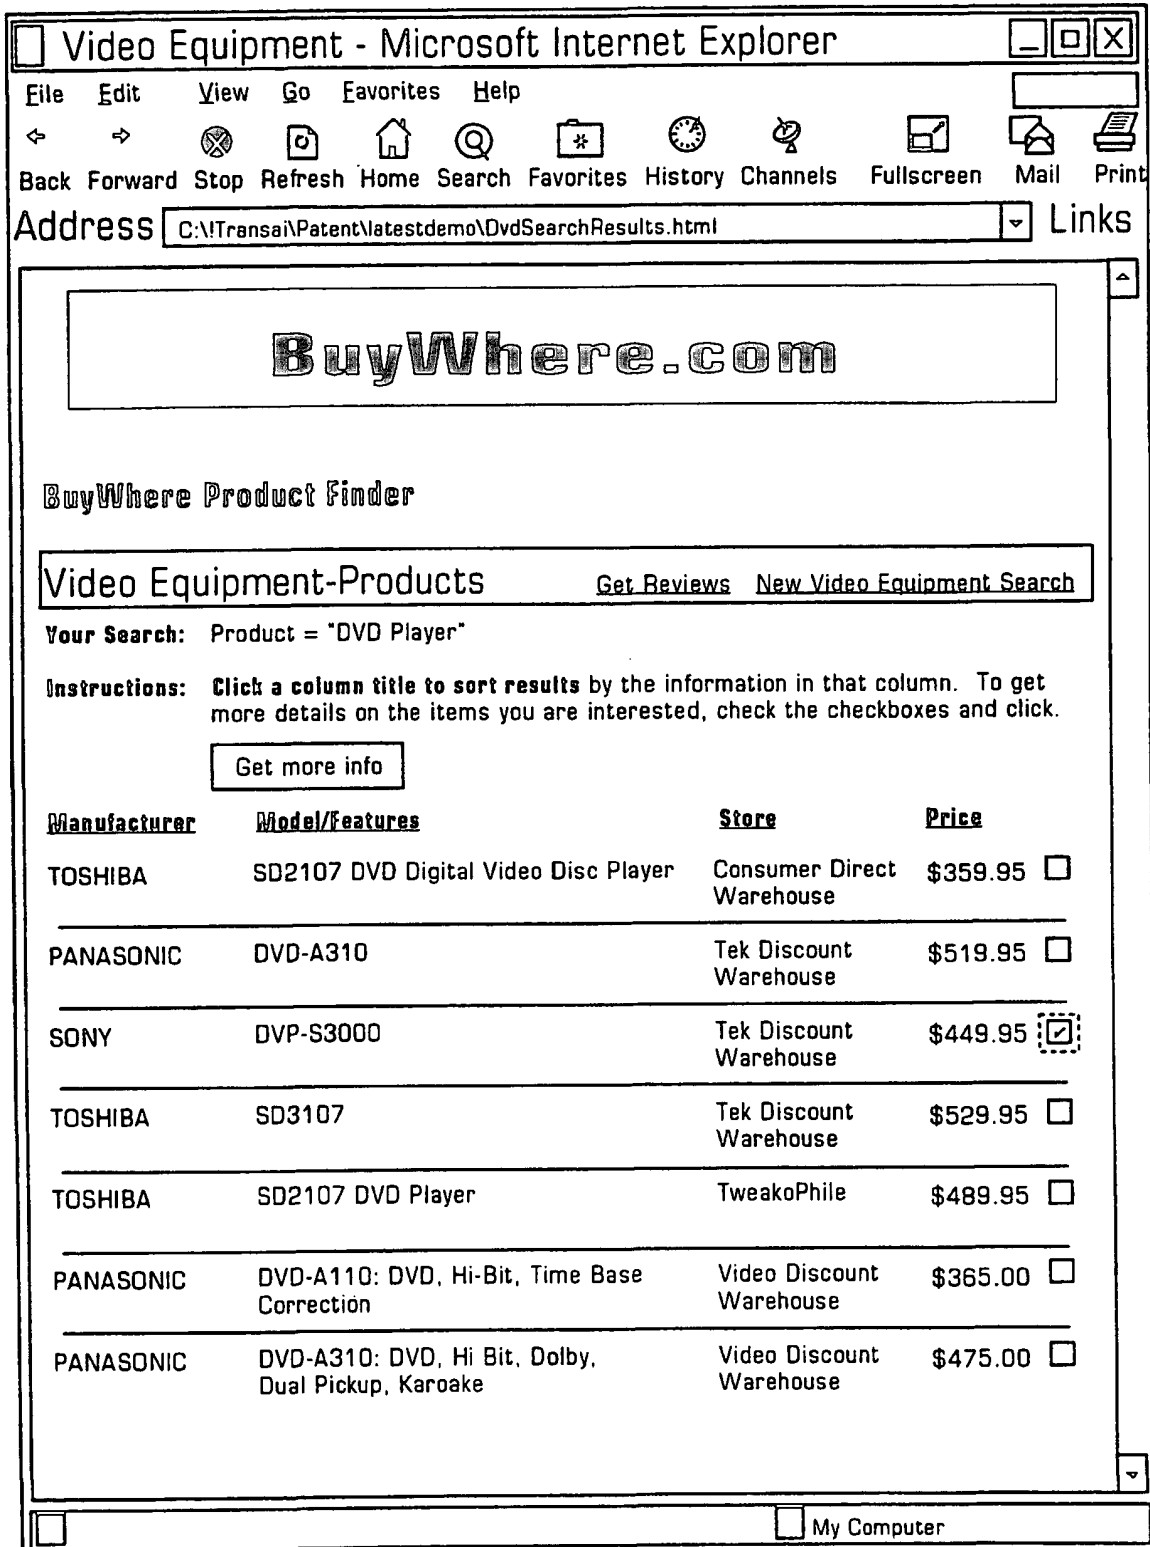 Video Equipment - Microsoft Internet Explorer
File Edit View Go Favorites Help
Back Forward Stop Refresh Home Search Favorites History Channels Fullscreen Mail Print
Address C:\!Transai\Patent\latestdemo\DvdSearchResults.html Links
BuyWhere.com
BuyWhere Product Finder
Video Equipment-Products Get Reviews New Video Equipment Search
Your Search: Product = "DVD Player"
Instructions: Click a column title to sort results by the information in that column. To get
more details on the items you are interested, check the checkboxes and click.
Get more info
Manufacturer Model/Features Store Price
TOSHIBA SD2107 DVD Digital Video Disc Player Consumer Direct $359.95
Warehouse
PANASONIC DVD-A310 Tek Discount $519.95
Warehouse
SONY DVP-S3000 Tek Discount $449.95
Warehouse
TOSHIBA SD3107 Tek Discount $529.95
Warehouse
TOSHIBA SD2107 DVD Player TweakoPhile $489.95
PANASONIC DVD-A110: DVD, Hi-Bit, Time Base Video Discount $365.00
Correction Warehouse
PANASONIC DVD-A310: DVD, Hi Bit, Dolby, Video Discount $475.00
Dual Pickup, Karoake Warehouse
My Computer